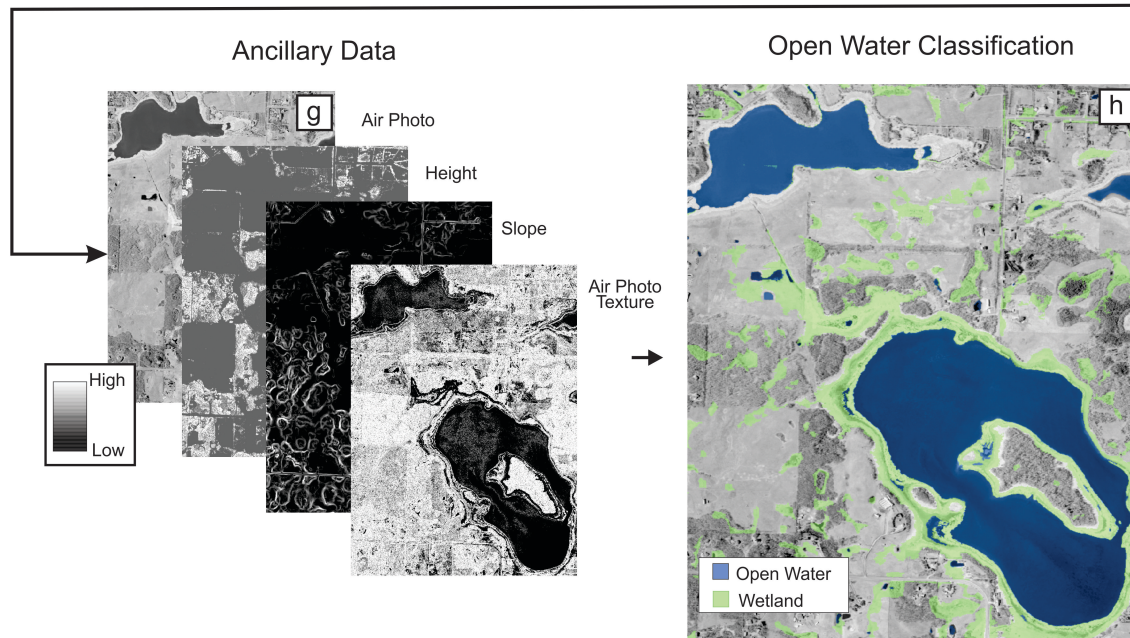 Ancillary Data
Open Water Classification
g
Air Photo
Height
Slope
Air Photo
Texture
High
Low
h
Open Water
Wetland